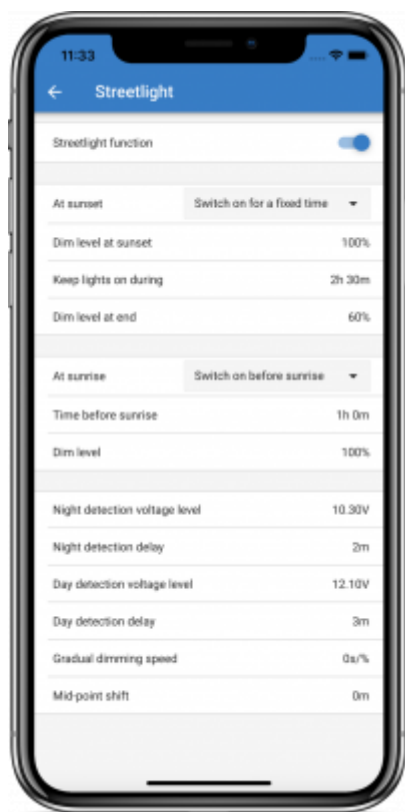 11:33
Streetlight
Streetlight function
At sunset Switch on for a fixed time
Dim level at sunset 100%
Keep lights on during 2h 30m
Dim level at end 60%
At sunrise Switch on before sunrise
Time before sunrise 1h 0m
Dim level 100%
Night detection voltage level 10.30V
Night detection delay 2m
Day detection voltage level 12.10V
Day detection delay 3m
Gradual dimming speed 0s/%
Mid-point shift 0m